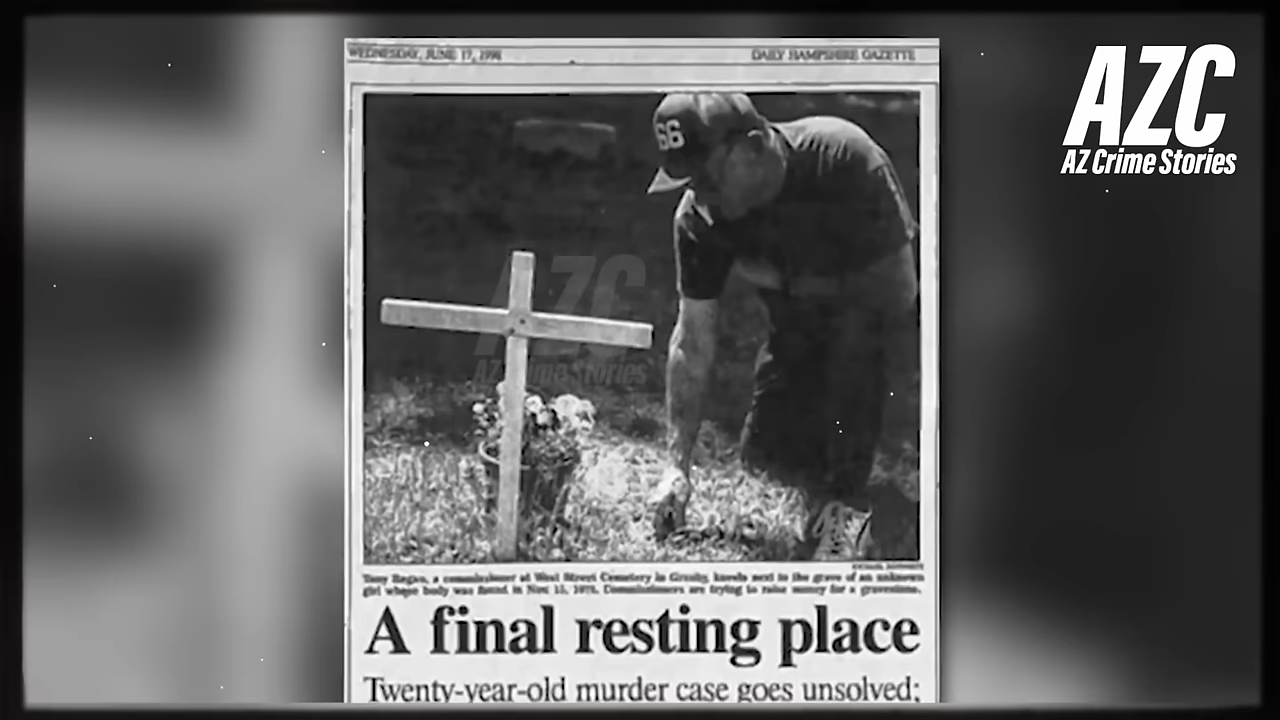 AZC
AZ Crime Stories
WEDNESDAY, JUNE 17, 1998
DAILY HAMPSHIRE GAZETTE
66
AZC
AZ Crime Stories
Tony Regan, a commissioner at West Street Cemetery in Granby, kneels next to the grave of an unknown
girl whose body was found in Nov. 15, 1978. Commissioners are trying to raise money for a gravestone.
A final resting place
Twenty-year-old murder case goes unsolved;